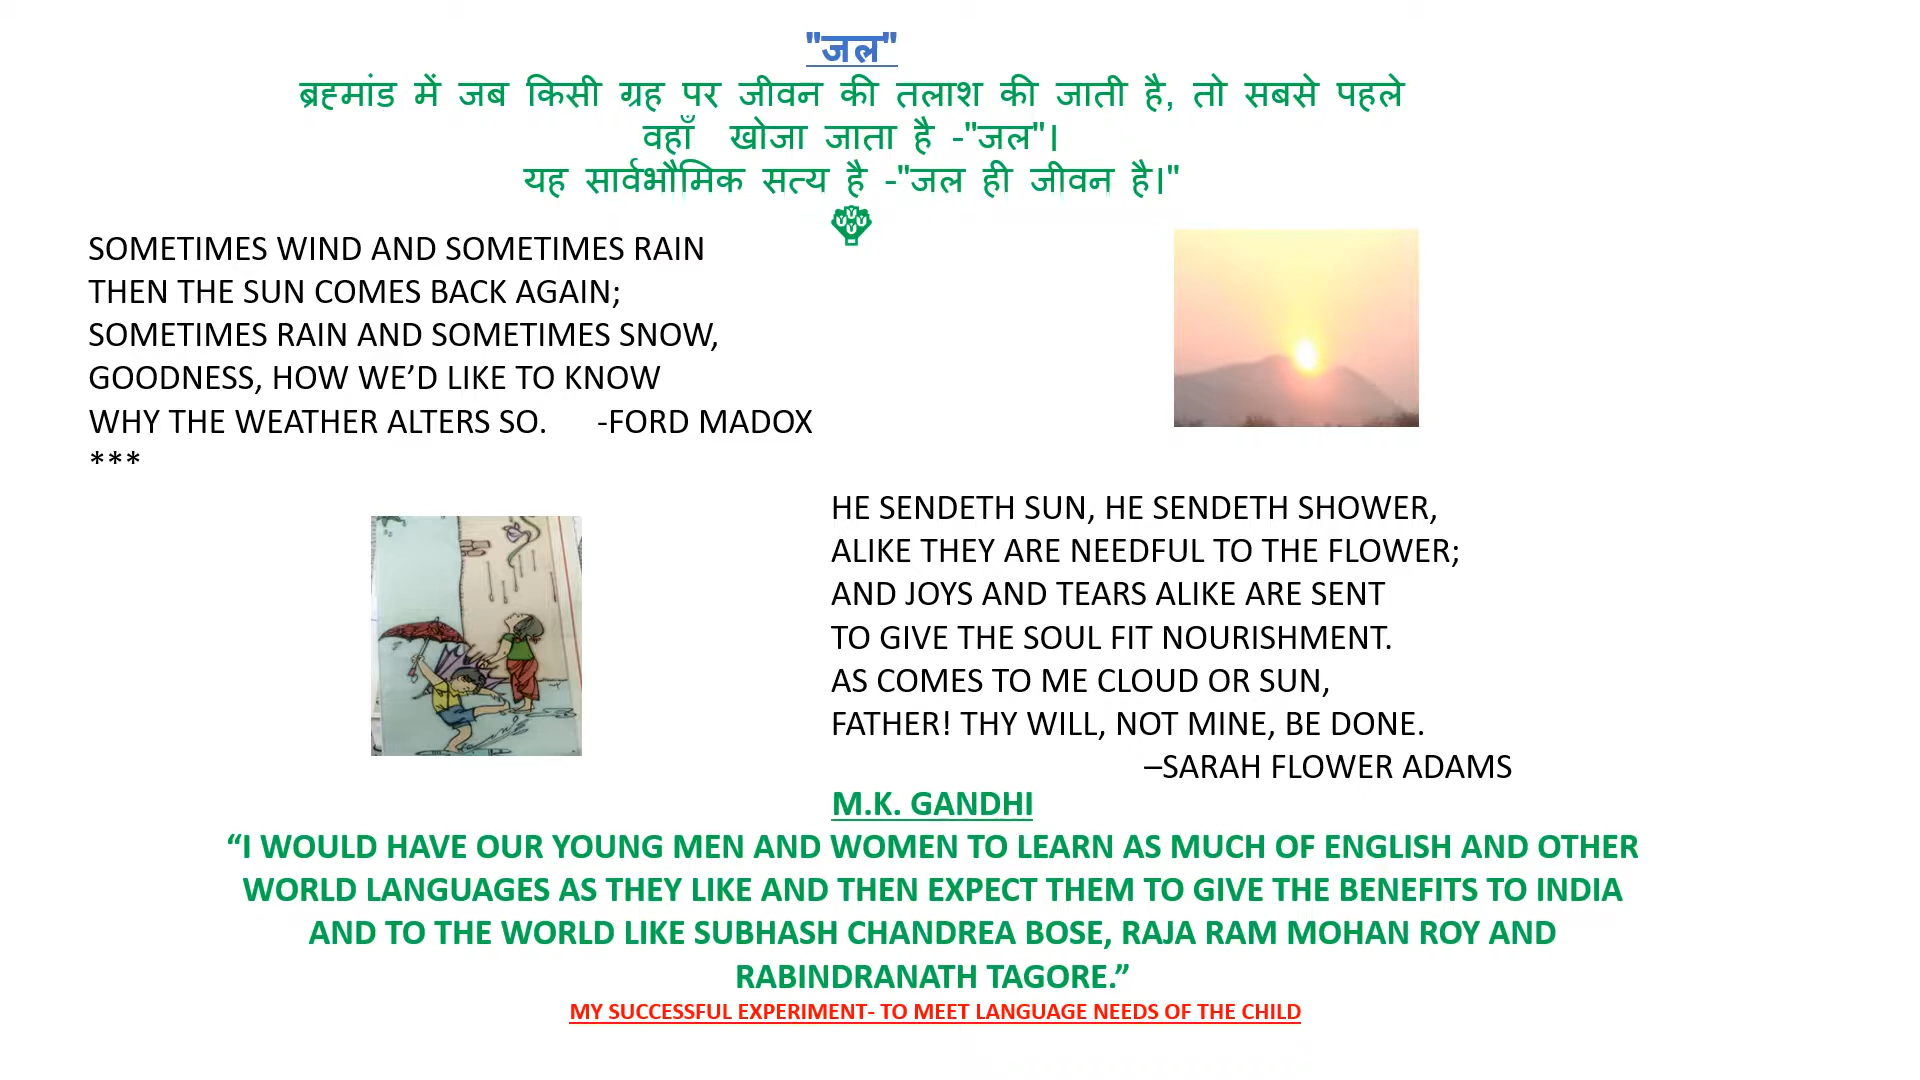 "जल"
ब्रह्मांड में जब किसी ग्रह पर जीवन की तलाश की जाती है, तो सबसे पहले
वहाँ खोजा जाता है -"जल"।
यह सार्वभौमिक सत्य है -"जल ही जीवन है।"
SOMETIMES WIND AND SOMETIMES RAIN
THEN THE SUN COMES BACK AGAIN;
SOMETIMES RAIN AND SOMETIMES SNOW,
GOODNESS, HOW WE’D LIKE TO KNOW
WHY THE WEATHER ALTERS SO. -FORD MADOX
***
HE SENDETH SUN, HE SENDETH SHOWER,
ALIKE THEY ARE NEEDFUL TO THE FLOWER;
AND JOYS AND TEARS ALIKE ARE SENT
TO GIVE THE SOUL FIT NOURISHMENT.
AS COMES TO ME CLOUD OR SUN,
FATHER! THY WILL, NOT MINE, BE DONE.
–SARAH FLOWER ADAMS
M.K. GANDHI
“I WOULD HAVE OUR YOUNG MEN AND WOMEN TO LEARN AS MUCH OF ENGLISH AND OTHER
WORLD LANGUAGES AS THEY LIKE AND THEN EXPECT THEM TO GIVE THE BENEFITS TO INDIA
AND TO THE WORLD LIKE SUBHASH CHANDREA BOSE, RAJA RAM MOHAN ROY AND
RABINDRANATH TAGORE.”
MY SUCCESSFUL EXPERIMENT- TO MEET LANGUAGE NEEDS OF THE CHILD